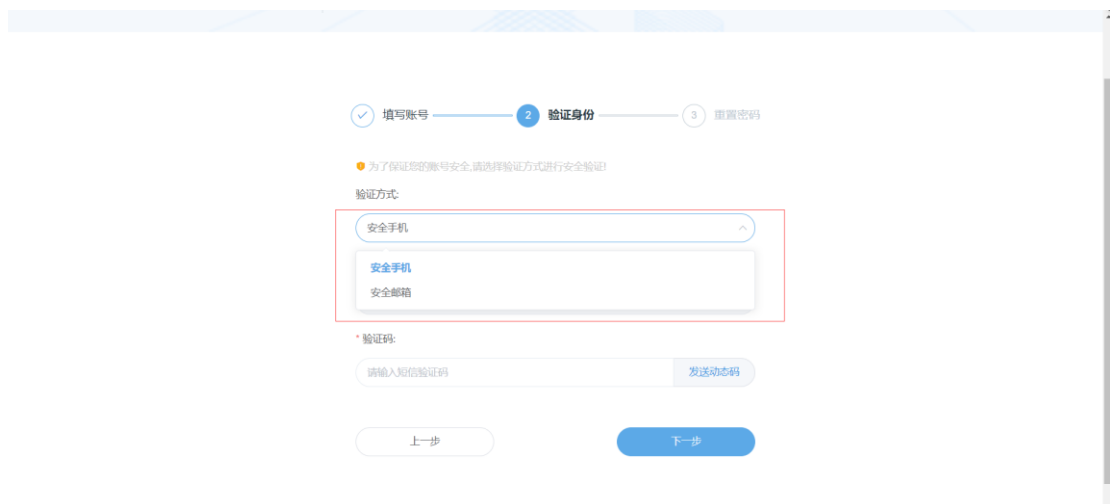 填写账号 2 验证身份 3 重置密码
为了保证您的账号安全,请选择验证方式进行安全验证!
验证方式:
安全手机
安全手机
安全邮箱
* 验证码:
请输入短信验证码 发送动态码
上一步 下一步